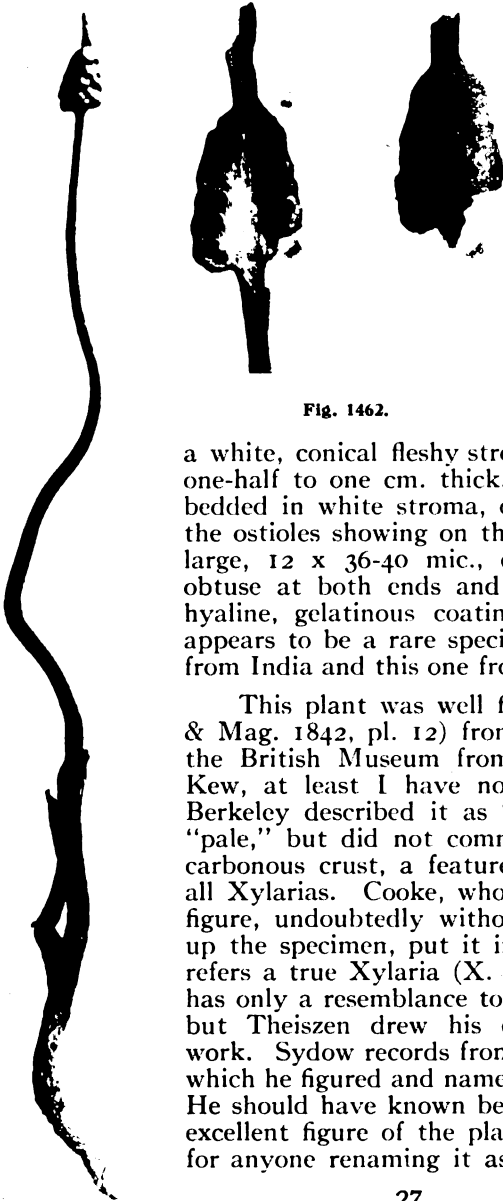 Fig. 1462.
a white, conical fleshy stro
one-half to one cm. thick.
bedded in white stroma,
the ostioles showing on th
large, 12 x 36-40 mic.,
obtuse at both ends and
hyaline, gelatinous coatin
appears to be a rare speci
from India and this one fro
This plant was well f
& Mag. 1842, pl. 12) fron
the British Museum from
Kew, at least I have no
Berkeley described it as
“pale,” but did not comm
carbonous crust, a feature
all Xylarias. Cooke, who
figure, undoubtedly witho
up the specimen, put it i
refers a true Xylaria (X.
has only a resemblance to
but Theiszen drew his
work. Sydow records fron
which he figured and name
He should have known be
excellent figure of the pla
for anyone renaming it as
27